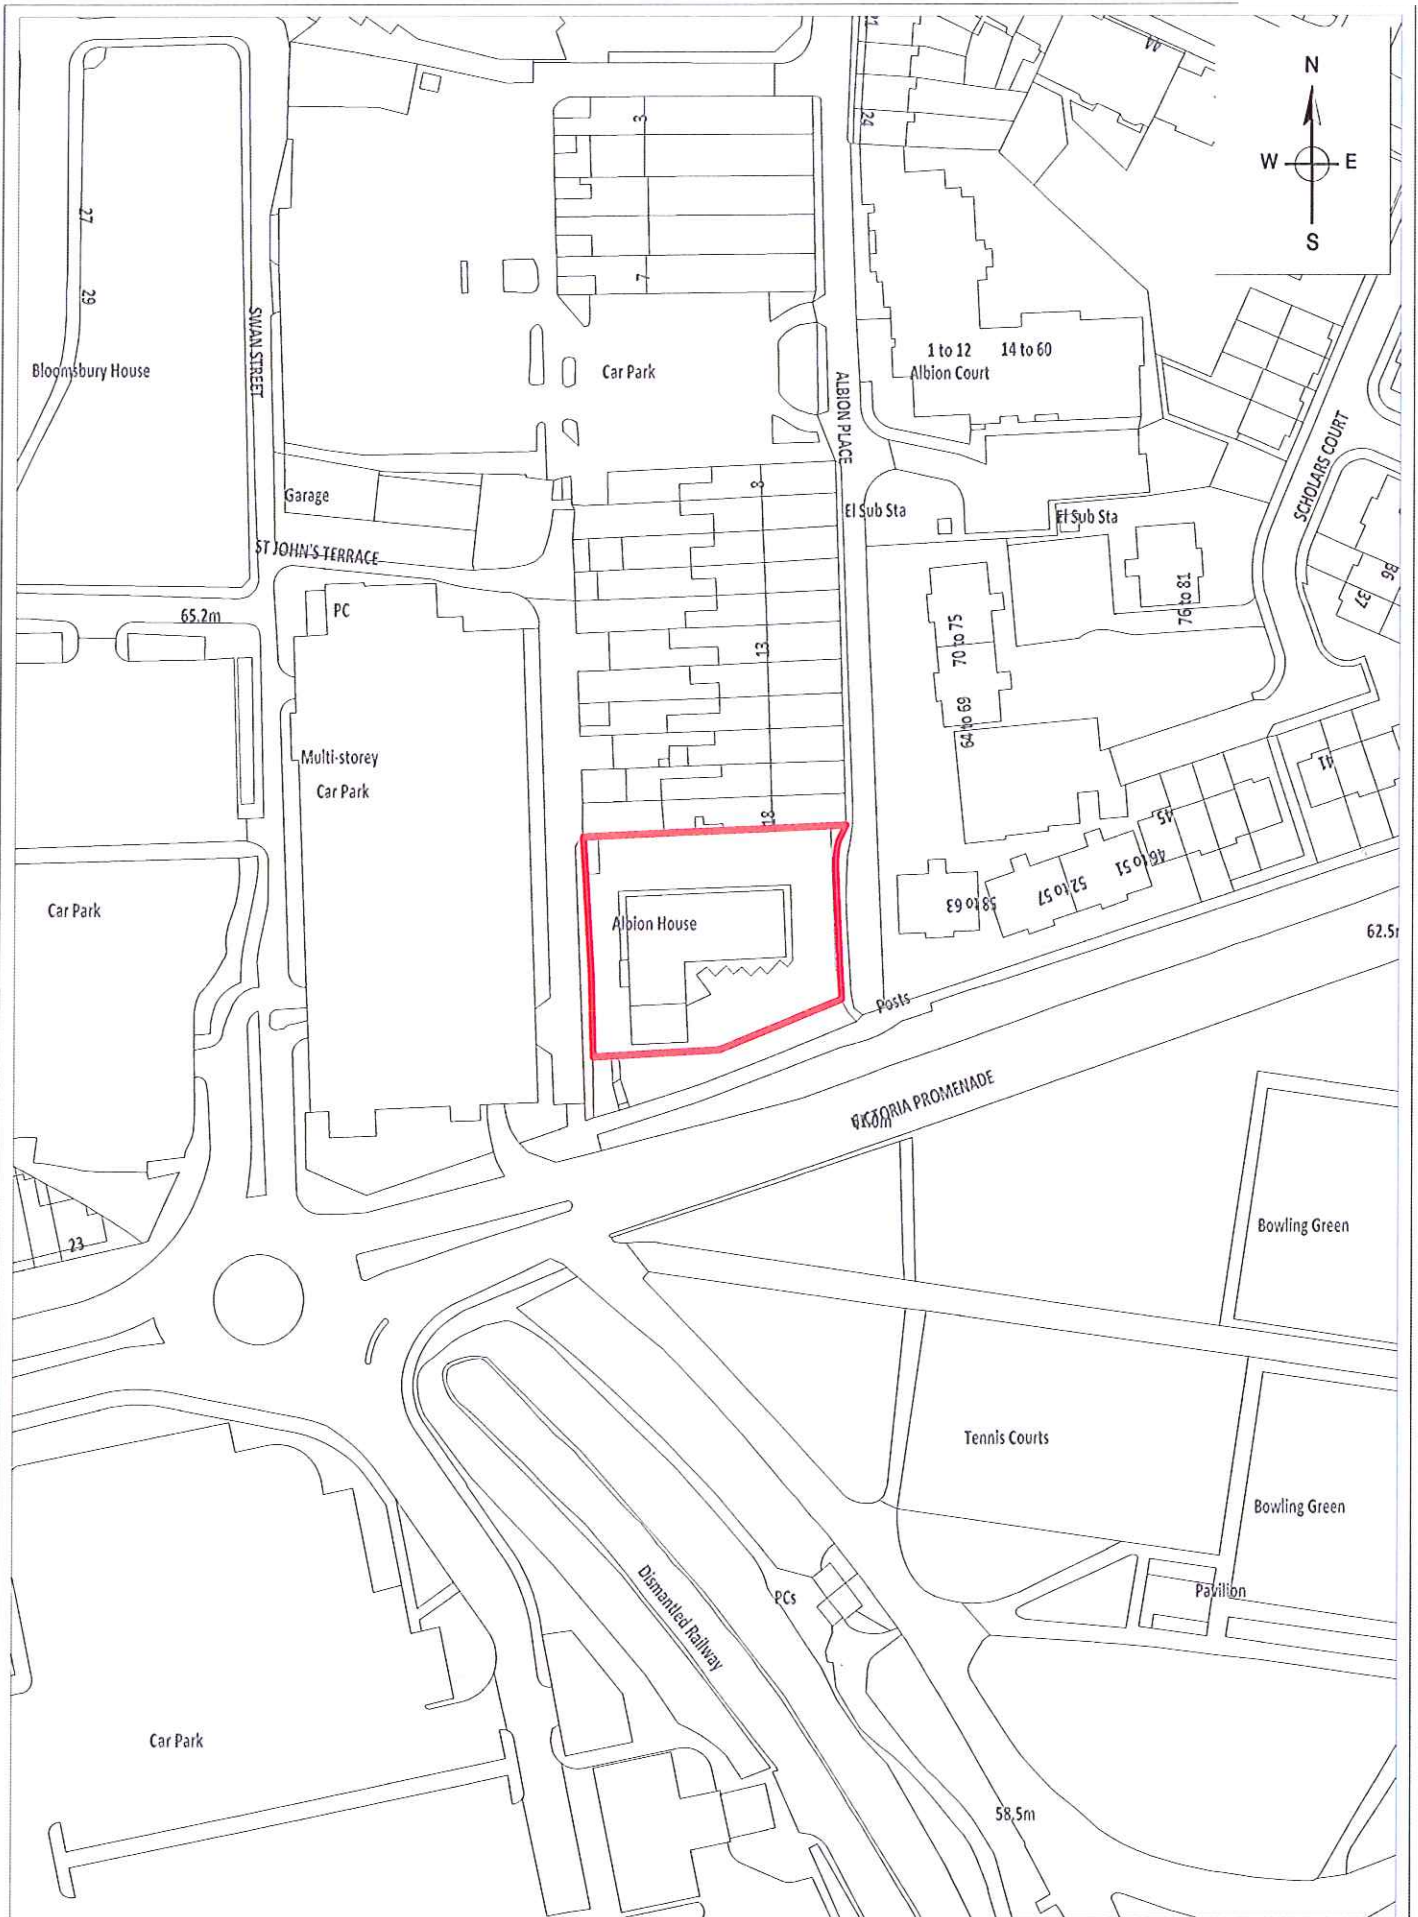 N
W E
S
44
24
3
27
7
29
SWAN STREET
Bloomsbury House
Car Park
1 to 12
14 to 60
Albion Court
ALBION PLACE
SCHOLARS COURT
Garage
8
El Sub Sta
El Sub Sta
ST JOHN'S TERRACE
PC
65.2m
76 to 81
86
37
70 to 75
13
64 to 69
Multi-storey
Car Park
41
45
18
46 to 51
52 to 57
58 to 63
Car Park
Albion House
62.5
Posts
VICTORIA PROMENADE
Bowling Green
23
Tennis Courts
Bowling Green
Dismantled Railway
PCs
Pavilion
Car Park
58.5m